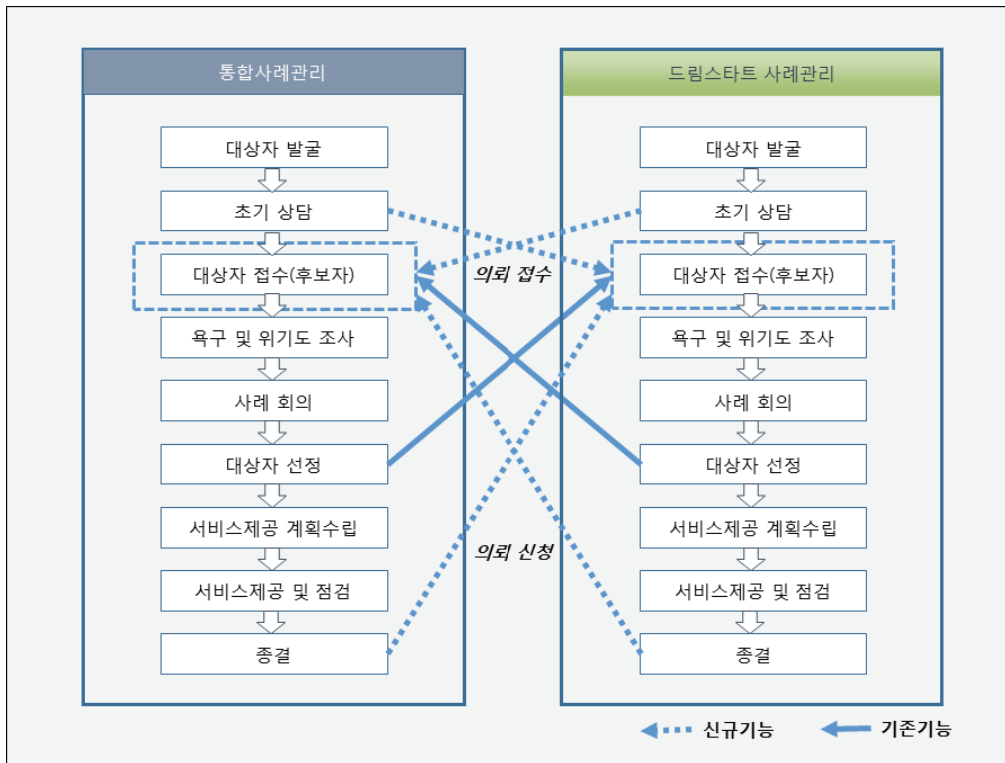 통합사례관리
대상자 발굴
초기 상담
대상자 접수(후보자)
욕구 및 위기도 조사
사례 회의
대상자 선정
서비스제공 계획수립
서비스제공 및 점검
종결
의뢰 접수
의뢰 신청
드림스타트 사례관리
대상자 발굴
초기 상담
대상자 접수(후보자)
욕구 및 위기도 조사
사례 회의
대상자 선정
서비스제공 계획수립
서비스제공 및 점검
종결
신규기능
기존기능